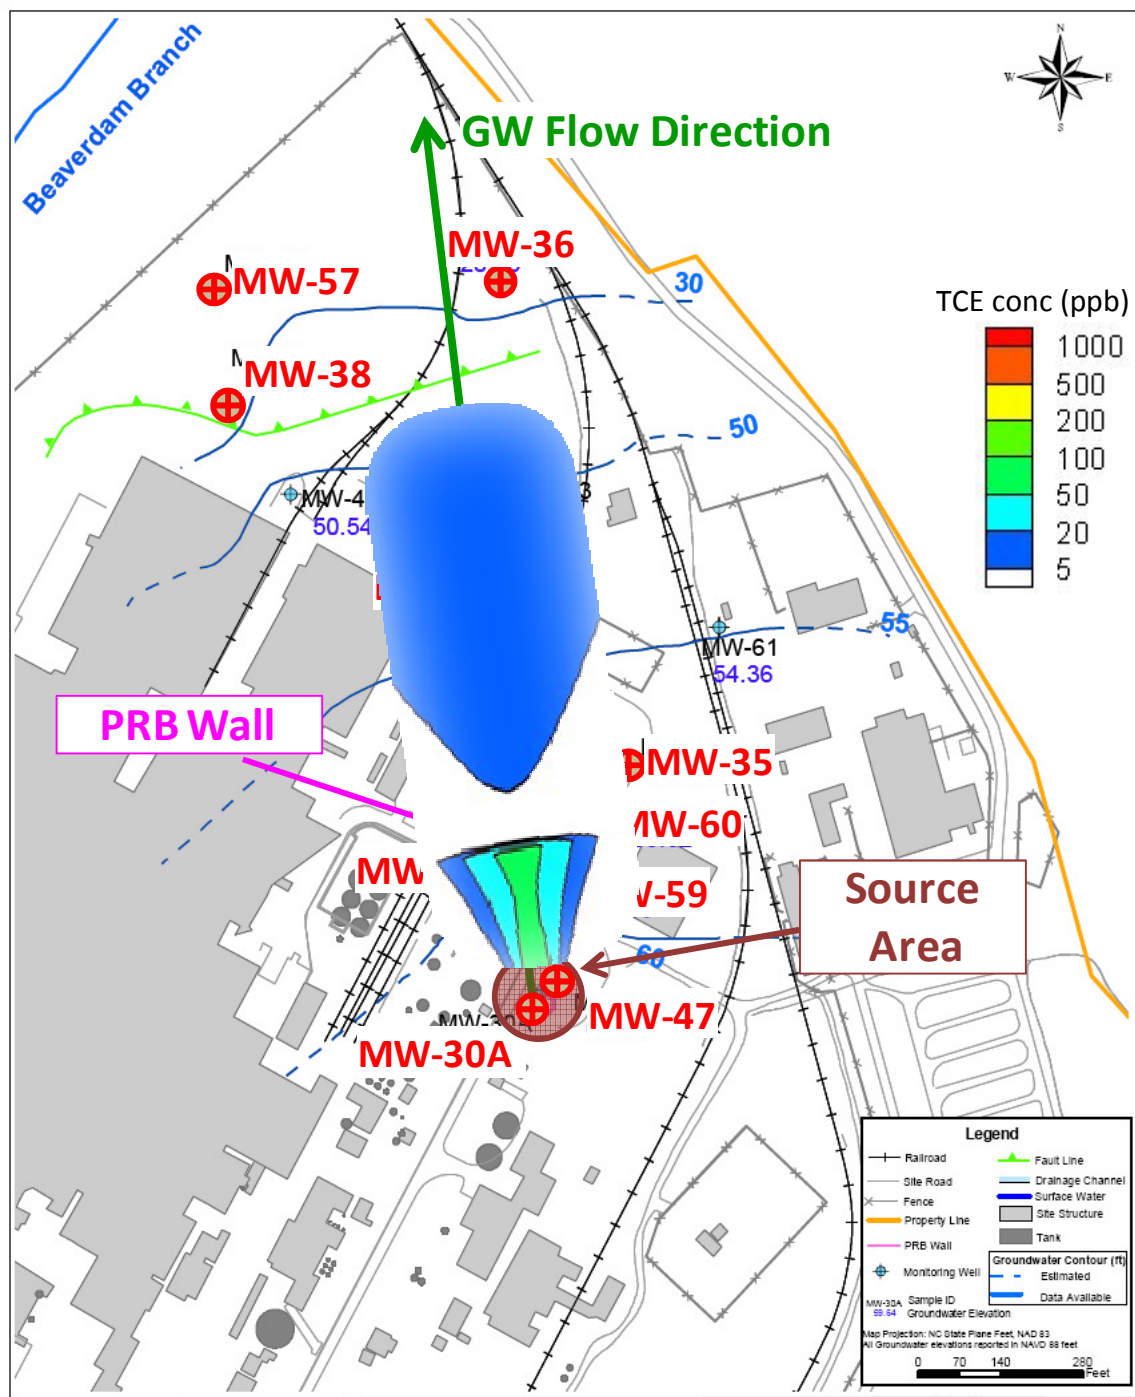 N
W E
S
Beaverdam Branch
GW Flow Direction
MW-36
MW-57
30
TCE conc (ppb)
1000
500
200
100
50
20
5
MW-38
50
MW-4
50.54
3
55
MW-61
54.36
PRB Wall
MW-35
MW-60
MW
W-59
Source
Area
60
MW-47
MW-30A
Legend
Railroad
Site Road
Fence
Property Line
PRB Wall
Monitoring Well
MW-30A Sample ID
59.64 Groundwater Elevation
Fault Line
Drainage Channel
Surface Water
Site Structure
Tank
Groundwater Contour (ft)
Estimated
Data Available
Map Projection: NC State Plane Feet, NAD 83
All Groundwater elevations reported in NAVD 88 feet
0 70 140 280
Feet